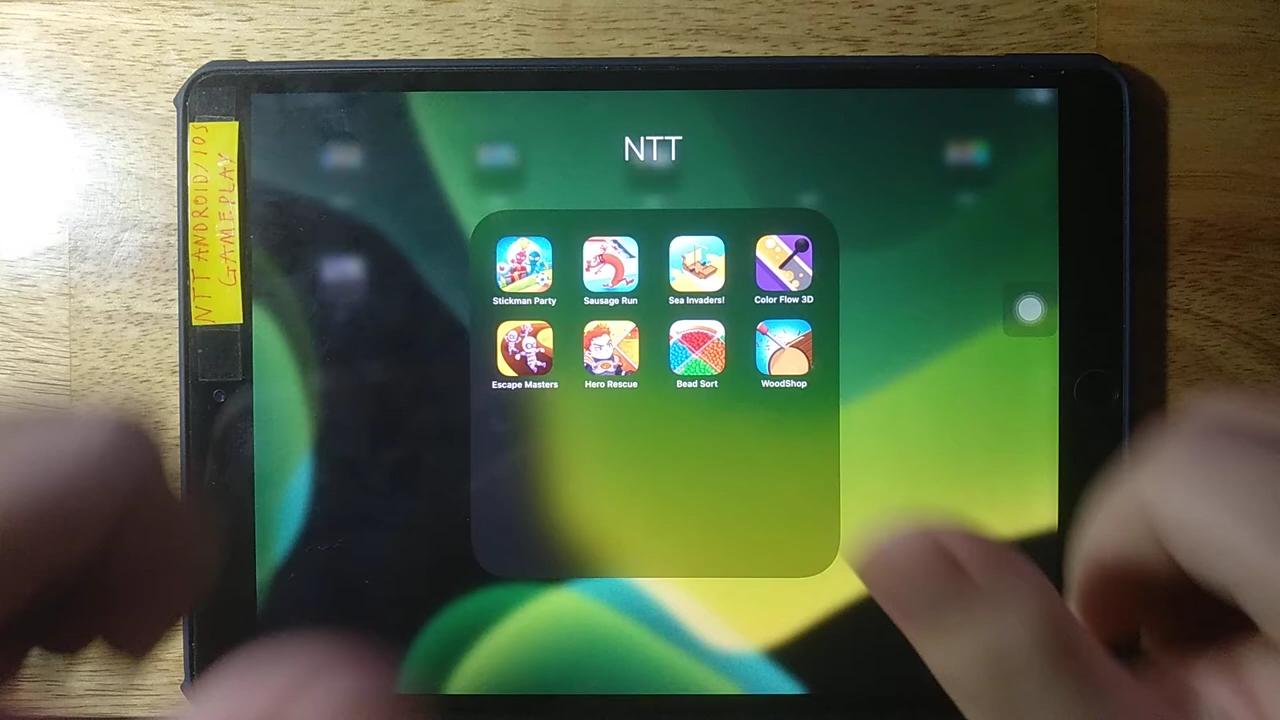 NTT ANDROID/IOS
GAMEPLAY
NTT
Stickman Party
Sausage Run
Sea Invaders!
Color Flow 3D
Escape Masters
Hero Rescue
Bead Sort
WoodShop